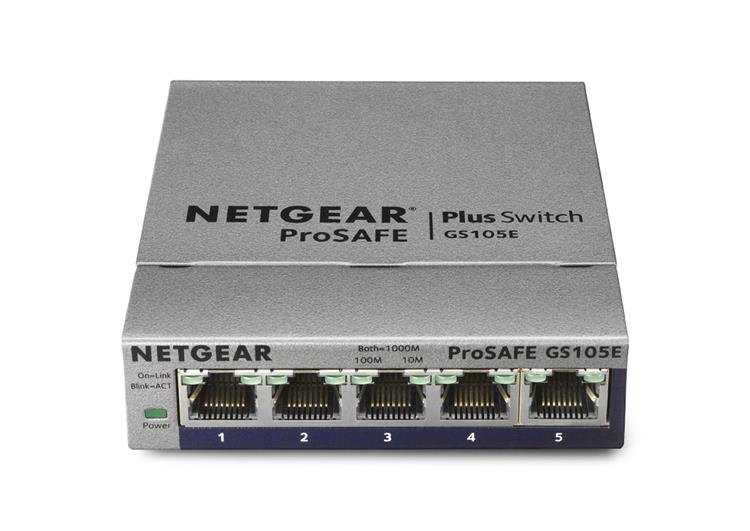 NETGEAR® | Plus Switch
ProSAFE | GS105E
NETGEAR
Both=1000M
100M 10M
ProSAFE GS105E
On=Link
Blink=ACT
Power
1 2 3 4 5